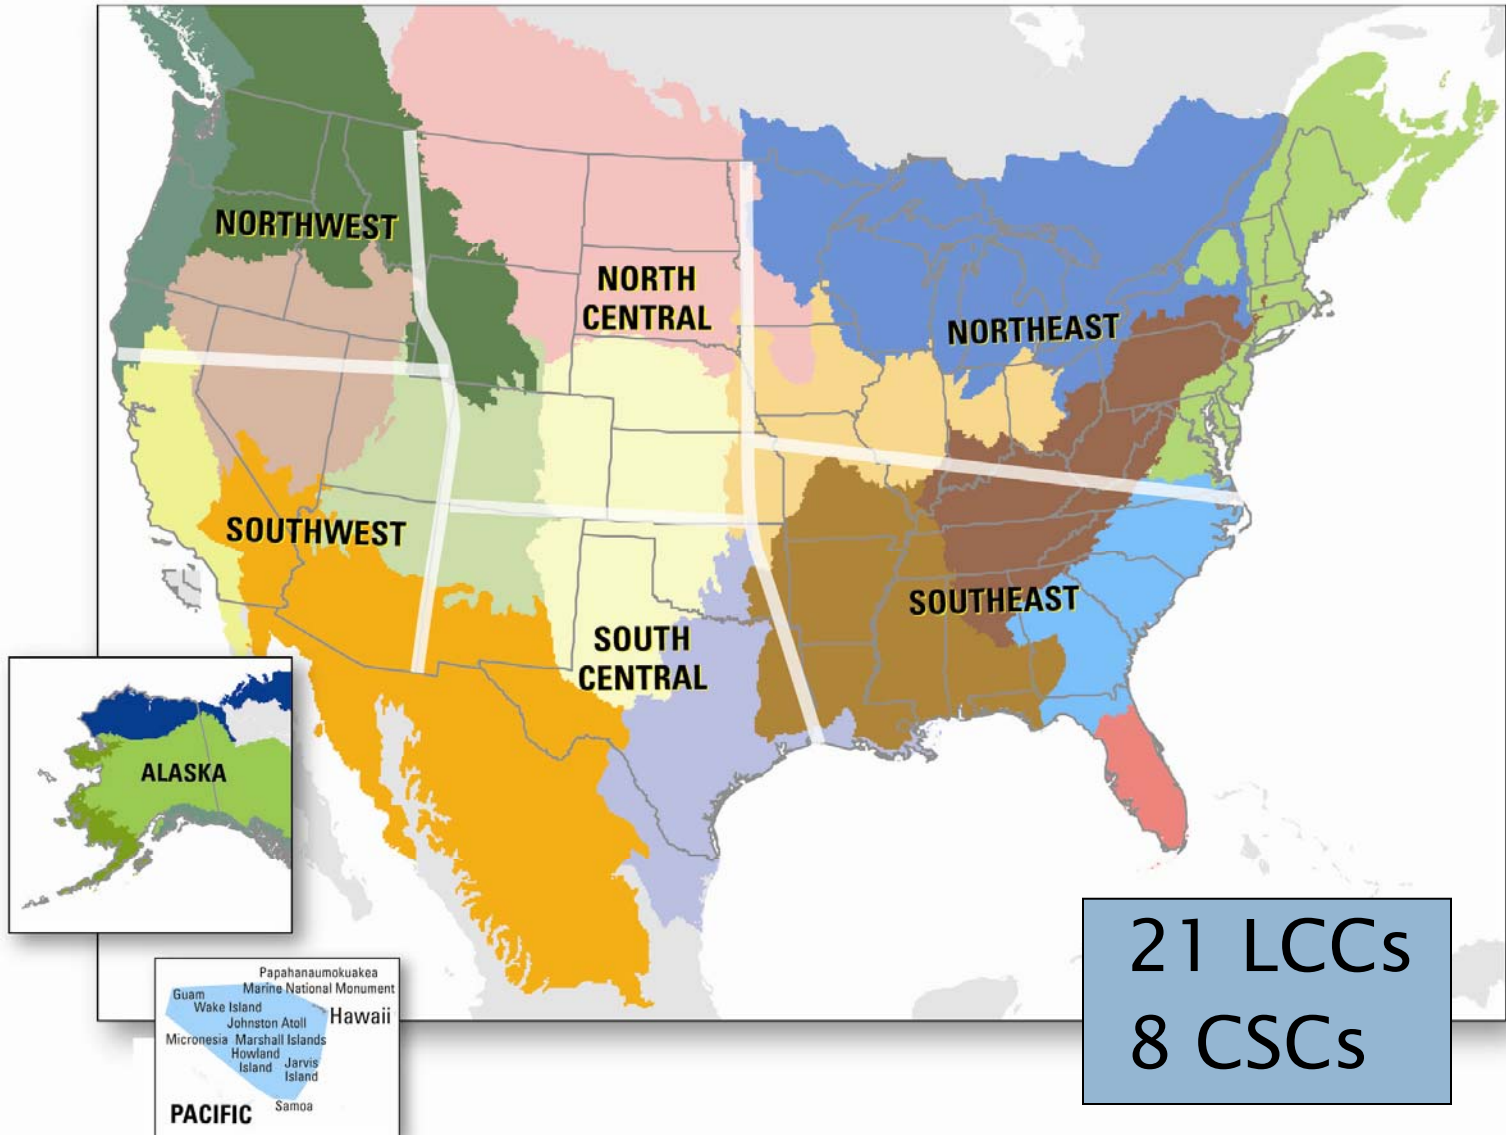 NORTHWEST
NORTH
CENTRAL
NORTHEAST
SOUTHWEST
SOUTHEAST
SOUTH
CENTRAL
ALASKA
Papahanaumokuakea
Marine National Monument
Guam
Wake Island
Hawaii
Johnston Atoll
Micronesia
Marshall Islands
Howland
Island
Jarvis
Island
Samoa
PACIFIC
21 LCCs
8 CSCs